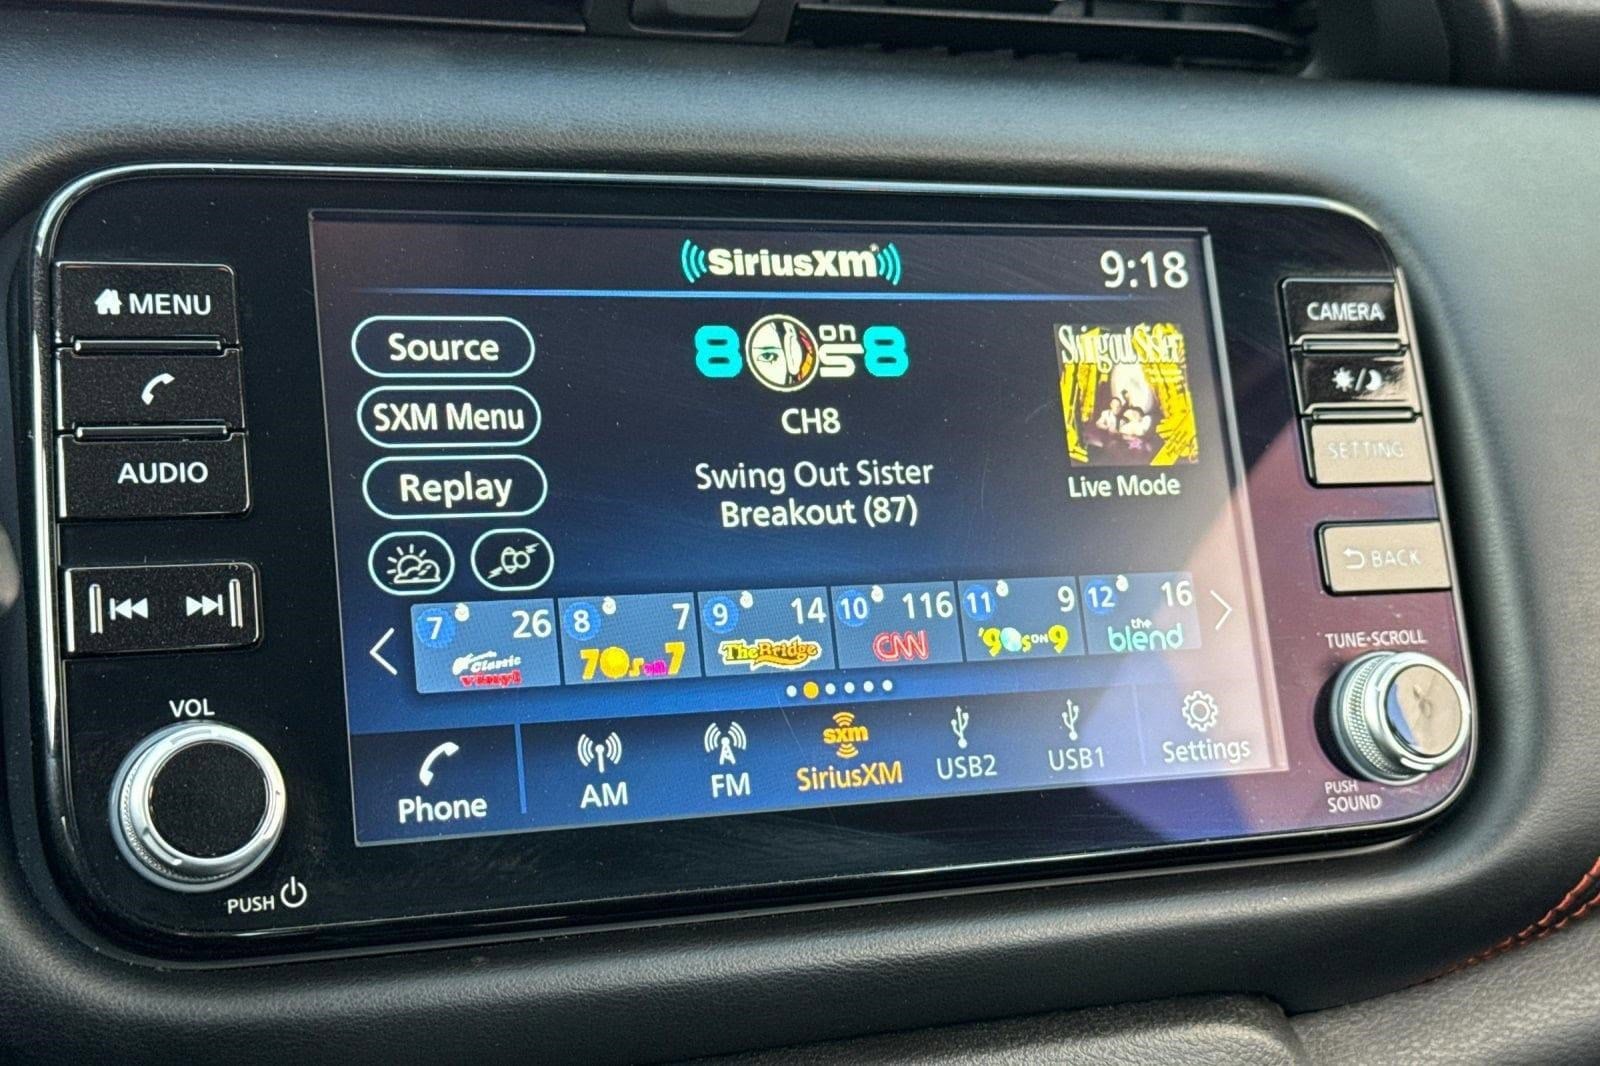 MENU
AUDIO
VOL
PUSH
SiriusXm
9:18
Source
SXM Menu
Replay
8 on 8
CH8
Swing Out Sister
Breakout (87)
Swing out Sister
Live Mode
7 26
Classic Vinyl
8 7
70s on 7
9 14
The Bridge
10 116
CNN
11 9
'90s ON 9
12 16
the blend
Phone
AM
FM
sxm
SiriusXM
USB2
USB1
Settings
CAMERA
SETTING
BACK
TUNE•SCROLL
PUSH
SOUND